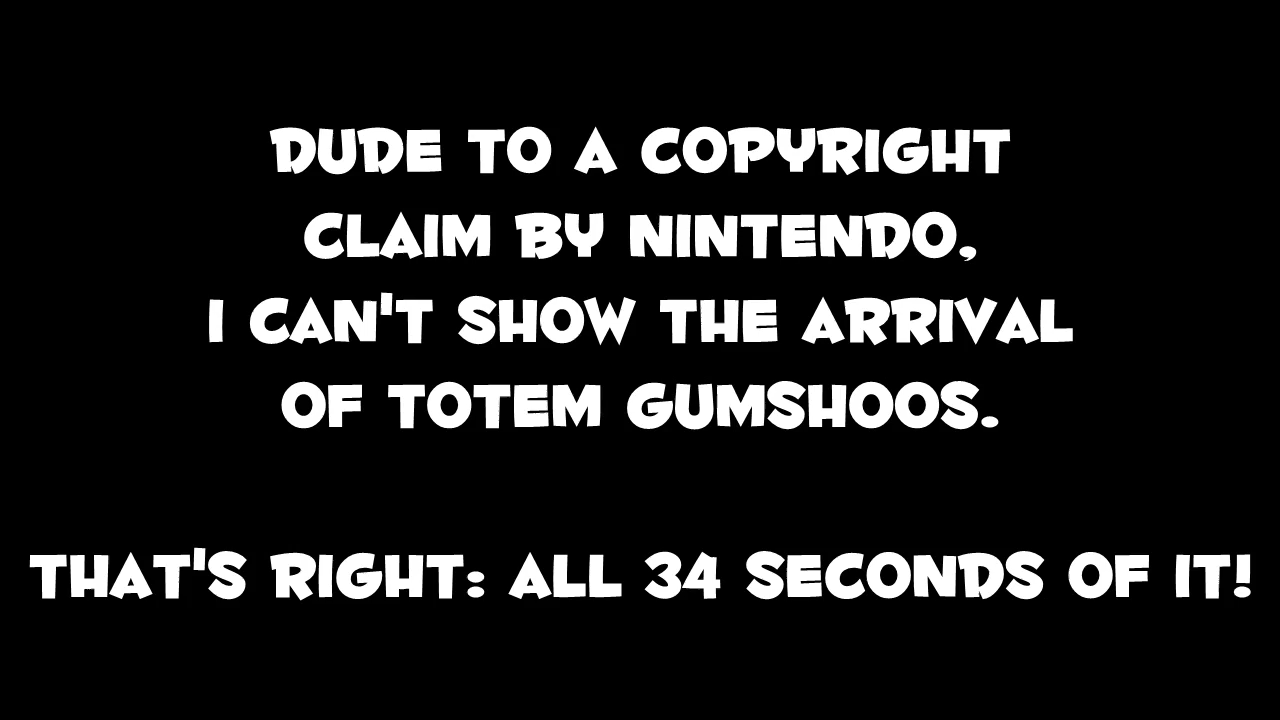 DUDE TO A COPYRIGHT
CLAIM BY NINTENDO,
I CAN'T SHOW THE ARRIVAL
OF TOTEM GUMSHOOS.
THAT'S RIGHT: ALL 34 SECONDS OF IT!